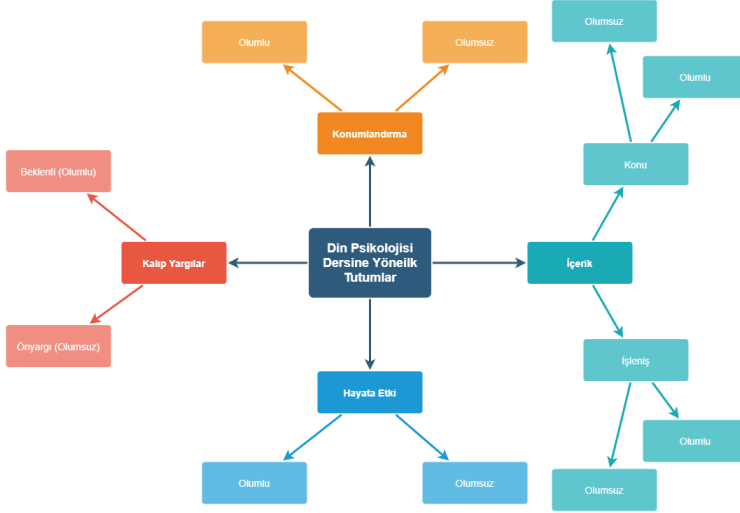 Olumsuz
Olumlu
Olumsuz
Olumlu
Konumlandırma
Konu
Beklenti (Olumlu)
Din Psikolojisi
Dersine Yöneilk
Tutumlar
Kalıp Yargılar
İçerik
Önyargı (Olumsuz)
İşleniş
Hayata Etki
Olumlu
Olumlu
Olumsuz
Olumsuz